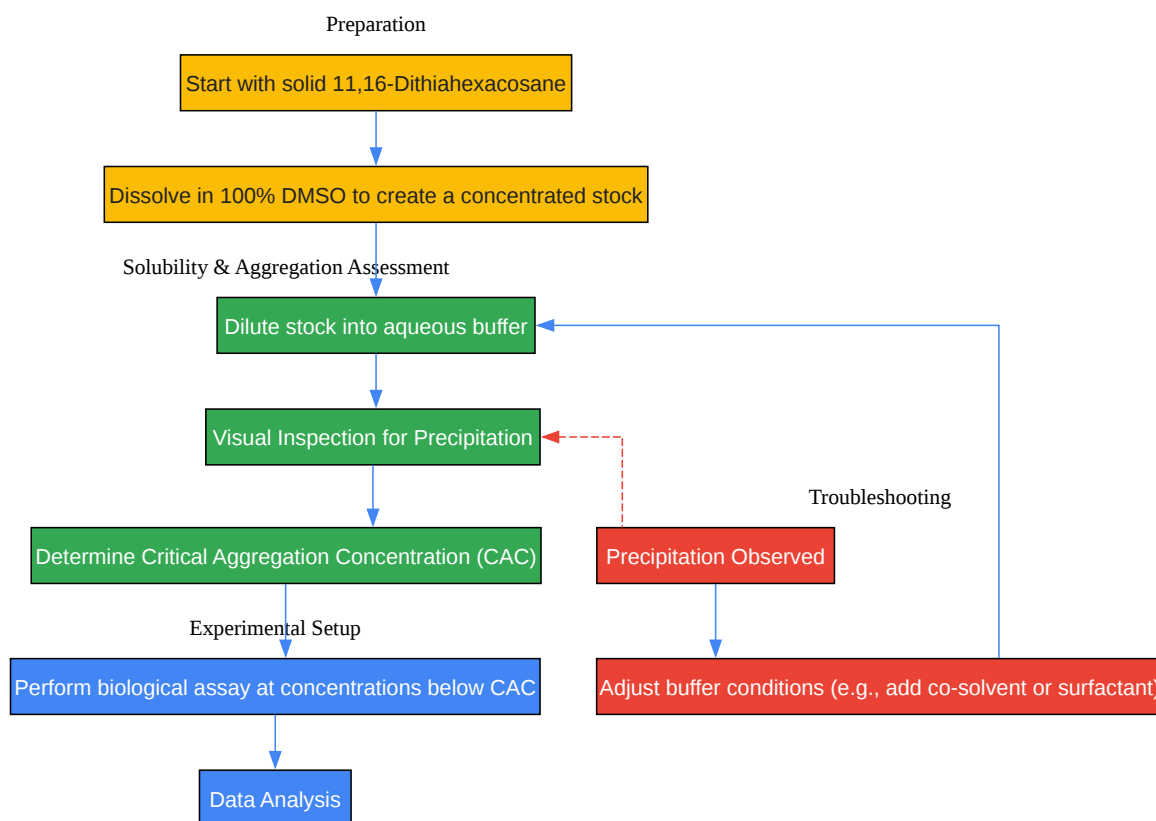 Preparation
Start with solid 11,16-Dithiahexacosane
Dissolve in 100% DMSO to create a concentrated stock
Solubility & Aggregation Assessment
Dilute stock into aqueous buffer
Visual Inspection for Precipitation
Troubleshooting
Determine Critical Aggregation Concentration (CAC)
Precipitation Observed
Experimental Setup
Perform biological assay at concentrations below CAC
Adjust buffer conditions (e.g., add co-solvent or surfactant)
Data Analysis